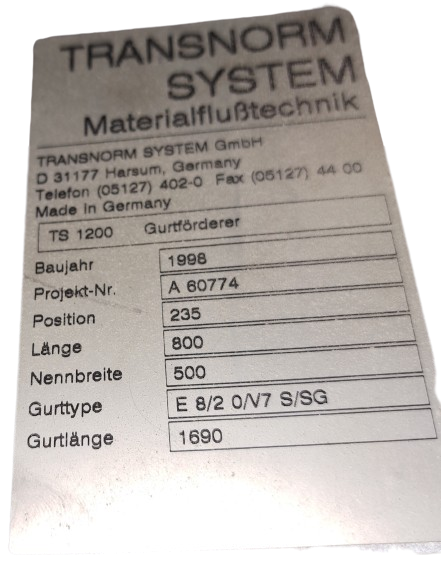 TRANSNORM
SYSTEM
Materialflußtechnik
TRANSNORM SYSTEM GmbH
D 31177 Harsum, Germany
Telefon (05127) 402-0 Fax (05127) 44 00
Made In Germany
TS 1200 Gurtförderer
Baujahr 1998
Projekt-Nr. A 60774
Position 235
Länge 800
Nennbreite 500
Gurttype E 8/2 0/V7 S/SG
Gurtlänge 1690